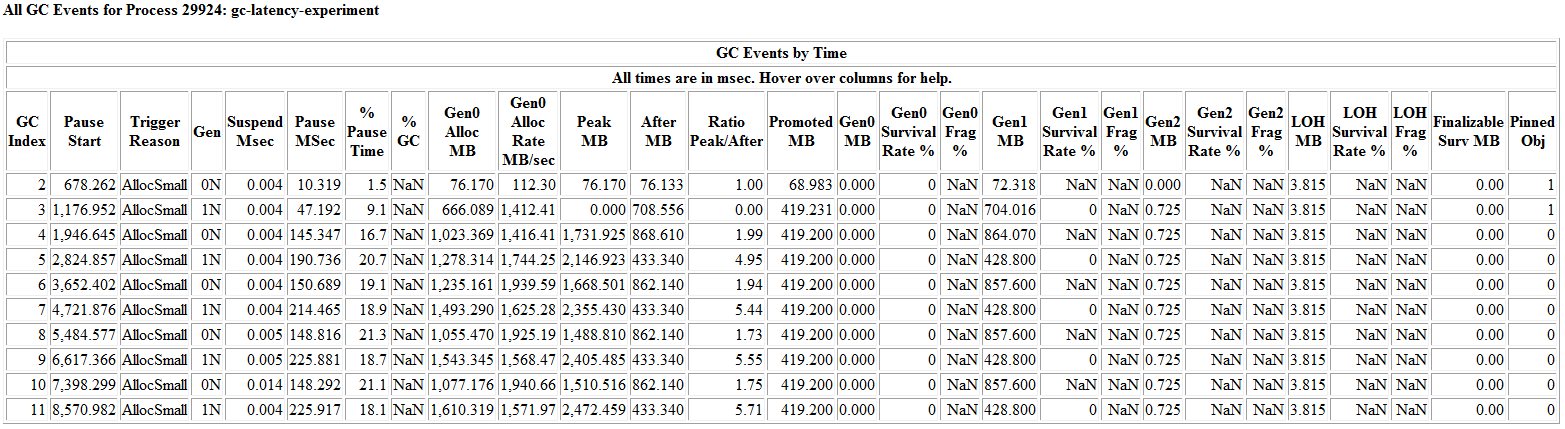 All GC Events for Process 29924: gc-latency-experiment
GC Events by Time
All times are in msec. Hover over columns for help.
GC Index Pause Start Trigger Reason Gen Suspend Msec Pause MSec % Pause Time % GC Gen0 Alloc MB Gen0 Alloc Rate MB/sec Peak MB After MB Ratio Peak/After Promoted MB Gen0 MB Gen0 Survival Rate % Gen0 Frag % Gen1 MB Gen1 Survival Rate % Gen1 Frag % Gen2 MB Gen2 Survival Rate % Gen2 Frag % LOH MB LOH Survival Rate % LOH Frag % Finalizable Surv MB Pinned Obj
2 678.262 AllocSmall 0N 0.004 10.319 1.5 NaN 76.170 112.30 76.170 76.133 1.00 68.983 0.000 0 NaN 72.318 NaN NaN 0.000 NaN NaN 3.815 NaN NaN 0.00 1
3 1,176.952 AllocSmall 1N 0.004 47.192 9.1 NaN 666.089 1,412.41 0.000 708.556 0.00 419.231 0.000 0 NaN 704.016 0 NaN 0.725 NaN NaN 3.815 NaN NaN 0.00 1
4 1,946.645 AllocSmall 0N 0.004 145.347 16.7 NaN 1,023.369 1,416.41 1,731.925 868.610 1.99 419.200 0.000 0 NaN 864.070 NaN NaN 0.725 NaN NaN 3.815 NaN NaN 0.00 0
5 2,824.857 AllocSmall 1N 0.004 190.736 20.7 NaN 1,278.314 1,744.25 2,146.923 433.340 4.95 419.200 0.000 0 NaN 428.800 0 NaN 0.725 NaN NaN 3.815 NaN NaN 0.00 0
6 3,652.402 AllocSmall 0N 0.004 150.689 19.1 NaN 1,235.161 1,939.59 1,668.501 862.140 1.94 419.200 0.000 0 NaN 857.600 NaN NaN 0.725 NaN NaN 3.815 NaN NaN 0.00 0
7 4,721.876 AllocSmall 1N 0.004 214.465 18.9 NaN 1,493.290 1,625.28 2,355.430 433.340 5.44 419.200 0.000 0 NaN 428.800 0 NaN 0.725 NaN NaN 3.815 NaN NaN 0.00 0
8 5,484.577 AllocSmall 0N 0.005 148.816 21.3 NaN 1,055.470 1,925.19 1,488.810 862.140 1.73 419.200 0.000 0 NaN 857.600 NaN NaN 0.725 NaN NaN 3.815 NaN NaN 0.00 0
9 6,617.366 AllocSmall 1N 0.005 225.881 18.7 NaN 1,543.345 1,568.47 2,405.485 433.340 5.55 419.200 0.000 0 NaN 428.800 0 NaN 0.725 NaN NaN 3.815 NaN NaN 0.00 0
10 7,398.299 AllocSmall 0N 0.014 148.292 21.1 NaN 1,077.176 1,940.66 1,510.516 862.140 1.75 419.200 0.000 0 NaN 857.600 NaN NaN 0.725 NaN NaN 3.815 NaN NaN 0.00 0
11 8,570.982 AllocSmall 1N 0.004 225.917 18.1 NaN 1,610.319 1,571.97 2,472.459 433.340 5.71 419.200 0.000 0 NaN 428.800 0 NaN 0.725 NaN NaN 3.815 NaN NaN 0.00 0